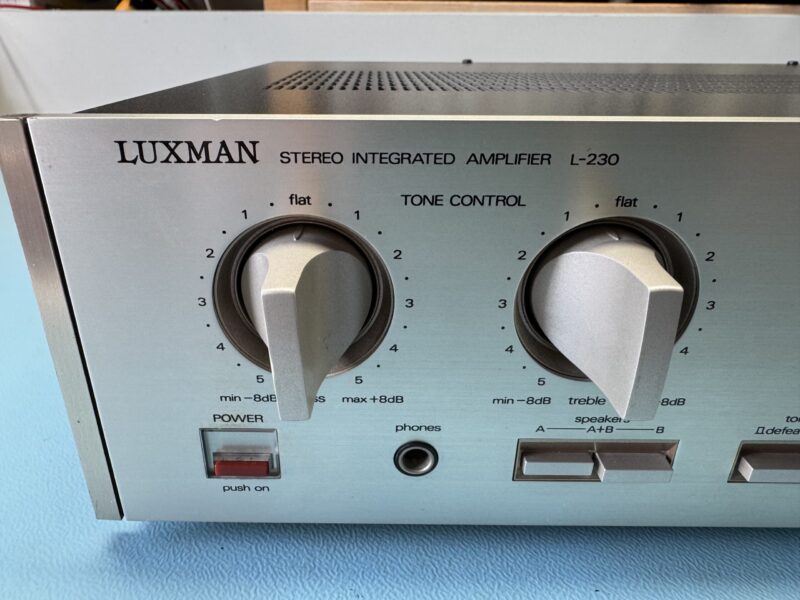 LUXMAN STEREO INTEGRATED AMPLIFIER L-230
TONE CONTROL
flat
1 1
2 2
3 3
4 4
5 5
min -8dB max +8dB
flat
1 1
2 2
3 3
4 4
5
min -8dB treble 8dB
POWER
push on
phones
speakers
A A+B B